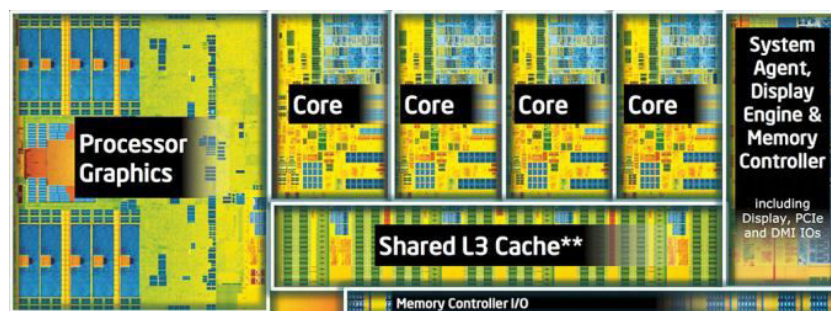 Processor
Graphics
Core
Core
Core
Core
System
Agent,
Display
Engine &
Memory
Controller
including
Display, PCIe
and DMI IOs
Shared L3 Cache**
Memory Controller I/O